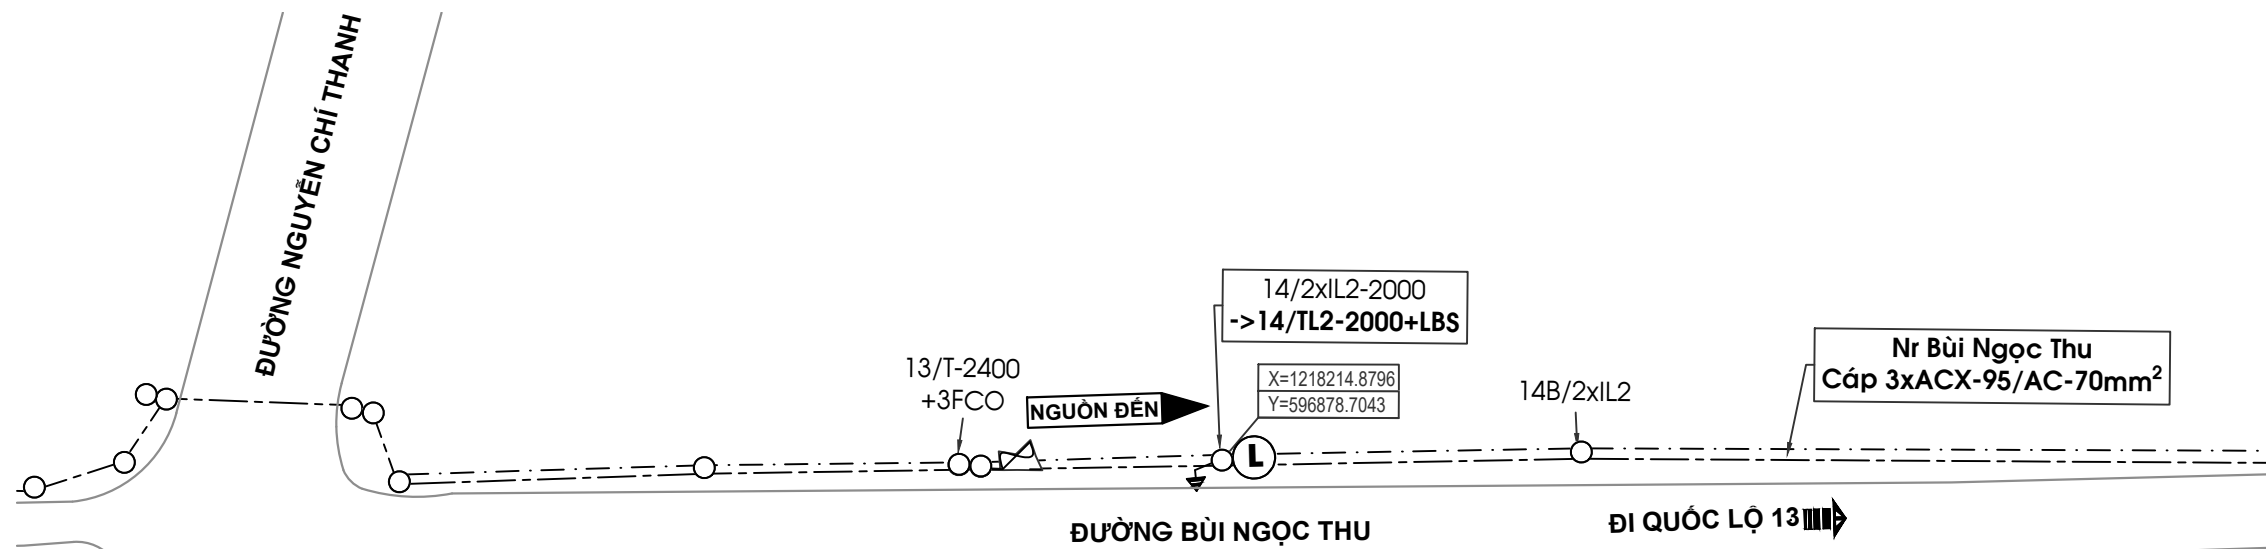 ĐƯỜNG NGUYỄN CHÍ THANH
14/2xIL2-2000
->14/TL2-2000+LBS
Nr Bùi Ngọc Thu
Cáp 3xACX-95/AC-70mm²
13/T-2400
+3FCO
X=1218214.8796
Y=596878.7043
14B/2xIL2
NGUỒN ĐẾN
L
ĐƯỜNG BÙI NGỌC THU
ĐI QUỐC LỘ 13